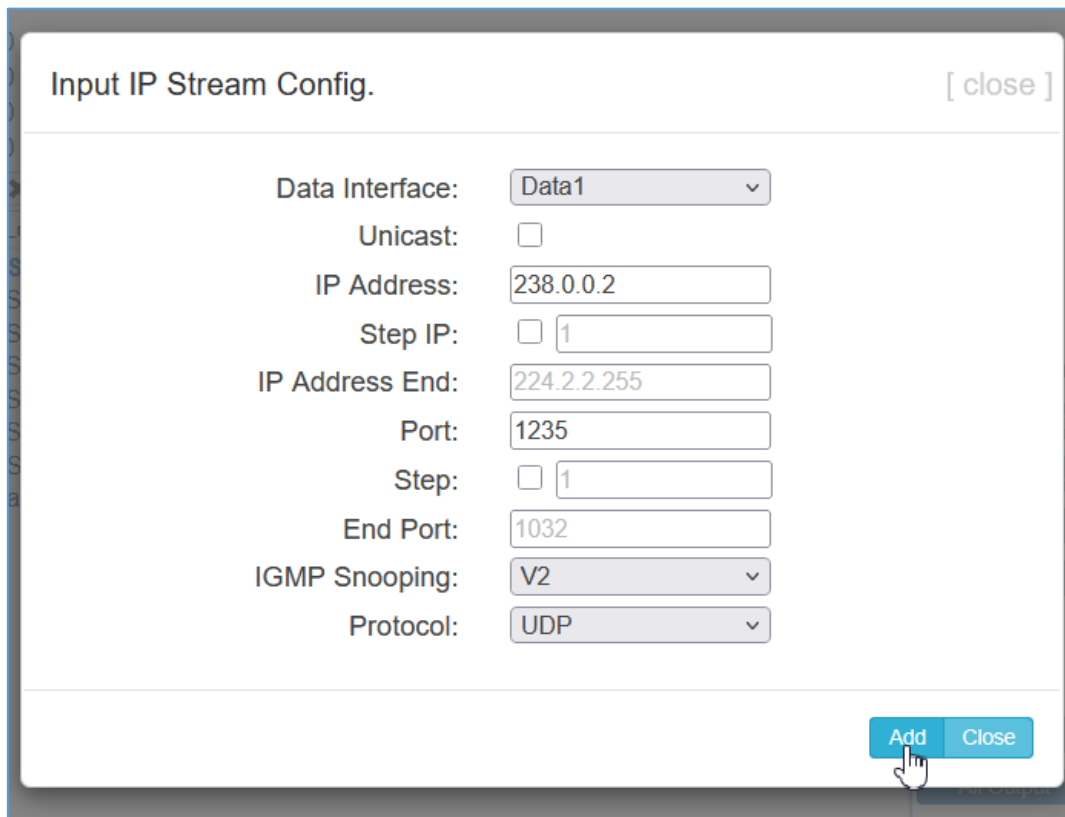 Input IP Stream Config. [ close ]
Data Interface: Data1
Unicast:
IP Address: 238.0.0.2
Step IP: 1
IP Address End: 224.2.2.255
Port: 1235
Step: 1
End Port: 1032
IGMP Snooping: V2
Protocol: UDP
Add Close
All Output